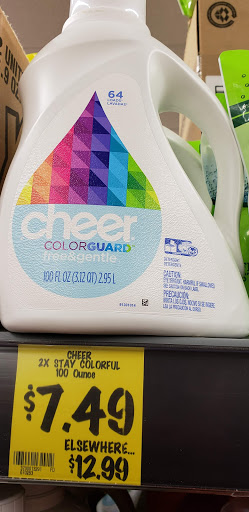 64
LOADS
LAVADAS
cheer
COLORGUARD
free&gentle
100 FL OZ (3.12 QT) 2.95 L
CAUTION:
PRECAUCIÓN:
CHEER
2X STAY COLORFUL
100 Ounce
$7.49
ELSEWHERE...
$12.99